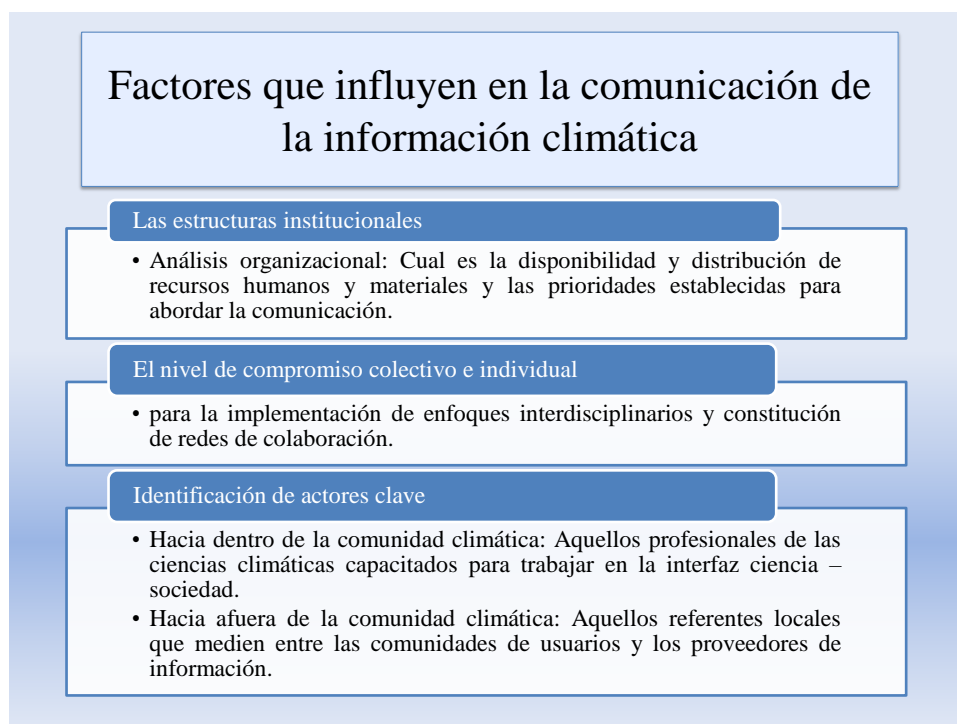 Factores que influyen en la comunicación de
la información climática
Las estructuras institucionales
• Análisis organizacional: Cual es la disponibilidad y distribución de
recursos humanos y materiales y las prioridades establecidas para
abordar la comunicación.
El nivel de compromiso colectivo e individual
• para la implementación de enfoques interdisciplinarios y constitución
de redes de colaboración.
Identificación de actores clave
• Hacia dentro de la comunidad climática: Aquellos profesionales de las
ciencias climáticas capacitados para trabajar en la interfaz ciencia –
sociedad.
• Hacia afuera de la comunidad climática: Aquellos referentes locales
que medien entre las comunidades de usuarios y los proveedores de
información.